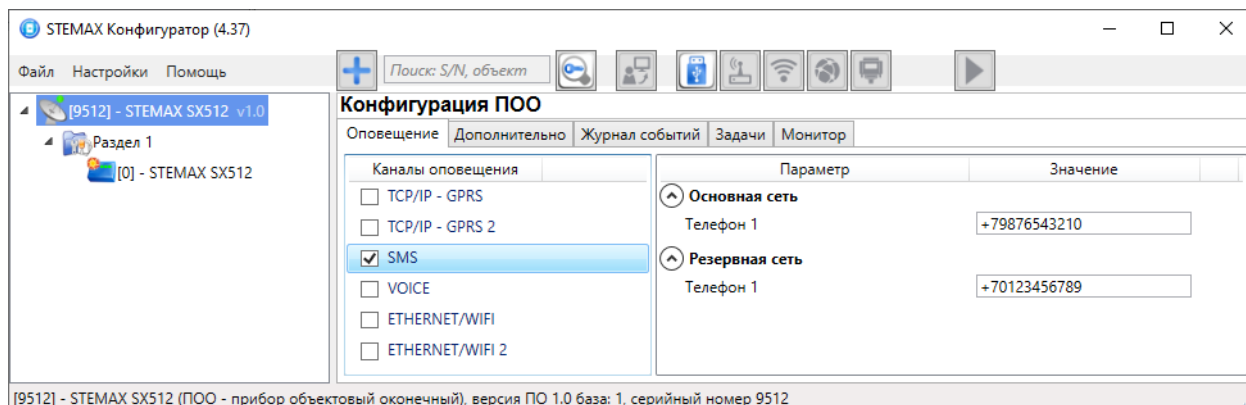 STEMAX Конфигуратор (4.37)
Файл Настройки Помощь
Поиск: S/N, объект
[9512] - STEMAX SX512 v1.0
Раздел 1
[0] - STEMAX SX512
Конфигурация ПОО
Оповещение Дополнительно Журнал событий Задачи Монитор
Каналы оповещения
TCP/IP - GPRS
TCP/IP - GPRS 2
SMS
VOICE
ETHERNET/WIFI
ETHERNET/WIFI 2
Параметр Значение
Основная сеть
Телефон 1 +79876543210
Резервная сеть
Телефон 1 +70123456789
[9512] - STEMAX SX512 (ПОО - прибор объектовый оконечный), версия ПО 1.0 база: 1, серийный номер 9512